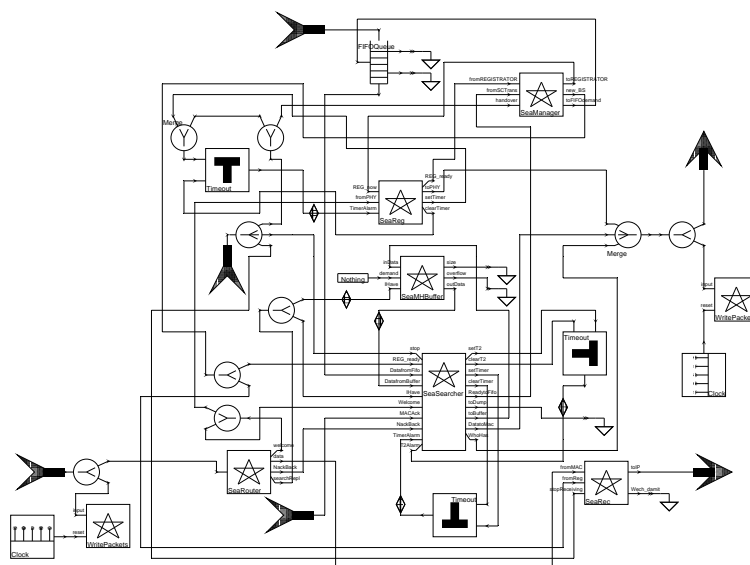 FIFOQueue
fromREGISTRATOR
fromSCTrans
handover
toREGISTRATOR
new_BS
toFIFOdemand
SeaManager
Merge
Timeout
REG_now
fromPHY
TimerAlarm
REG_ready
toPHY
setTimer
clearTimer
SeaReg
Merge
inData
demand
IHave
Nothing
size
overflow
outData
SeaMHBuffer
input
reset
WritePackets
Clock
Timeout
stop
REG_ready
DatafromFifo
DatafromBuffer
IHave
Welcome
MACAck
NackBack
TimerAlarm
T2Alarm
setT2
clearT2
setTimer
clearTimer
ReadytoFifo
toDump
toBuffer
DatatoMac
WhoHas
SeaSearcher
welcome
data
NackBack
searchRepl
SeaRouter
fromMAC
fromReg
stopReceiving
toIP
Wech_damit
SeaRec
Timeout
input
reset
WritePackets
Clock